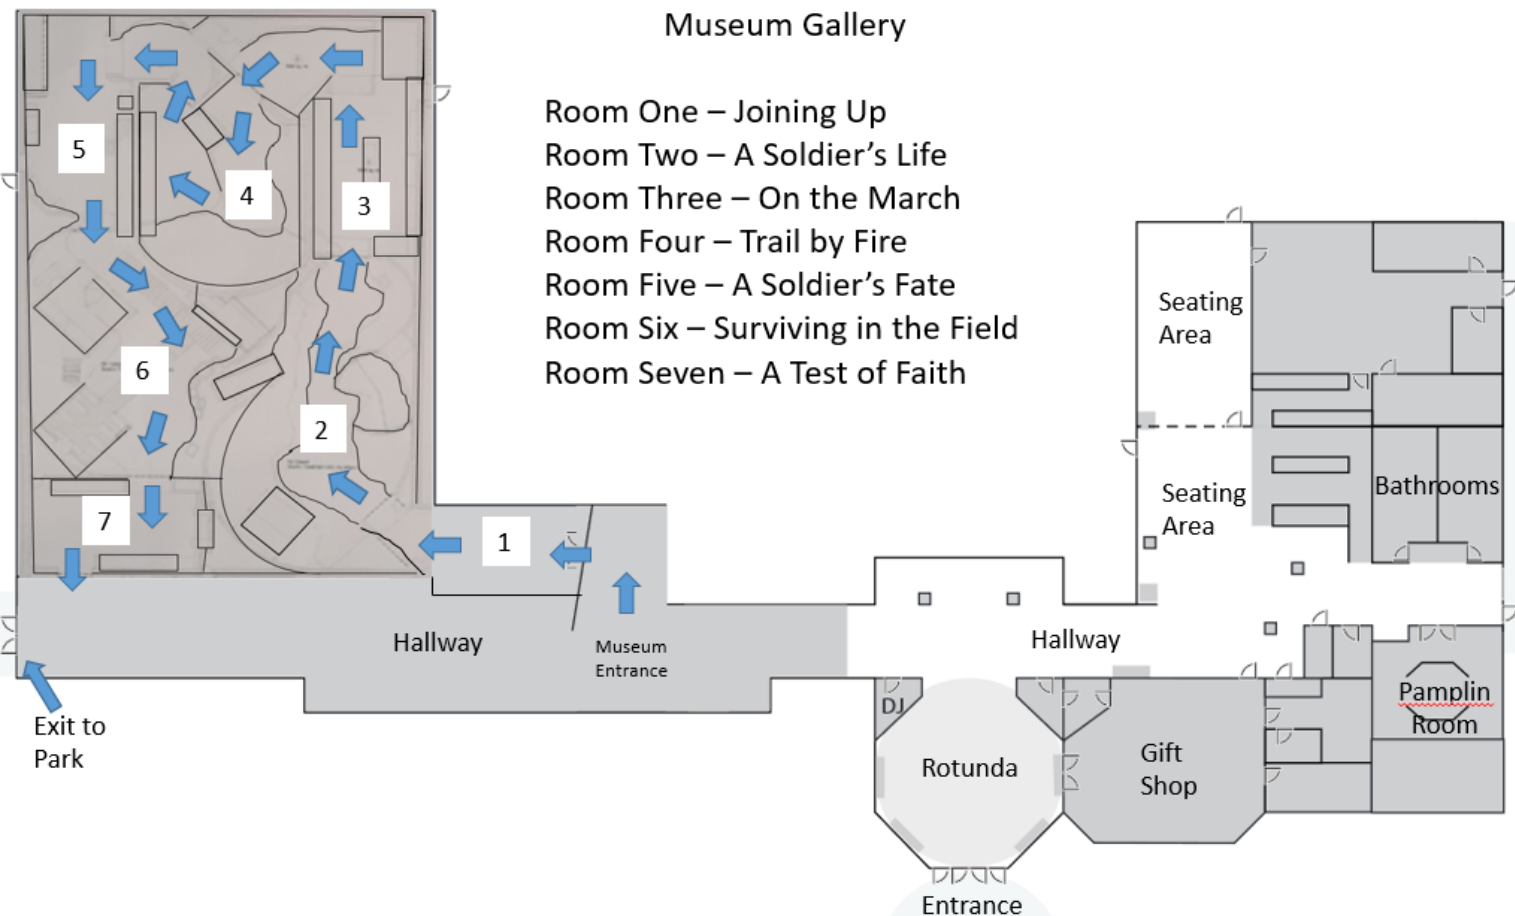 Museum Gallery
Room One – Joining Up
Room Two – A Soldier’s Life
Room Three – On the March
Room Four – Trail by Fire
Room Five – A Soldier’s Fate
Room Six – Surviving in the Field
Room Seven – A Test of Faith
5
4
3
6
2
7
1
Seating
Area
Seating
Area
Bathrooms
Hallway
Museum
Entrance
Hallway
Exit to
Park
DJ
Rotunda
Gift
Shop
Pamplin
Room
Entrance